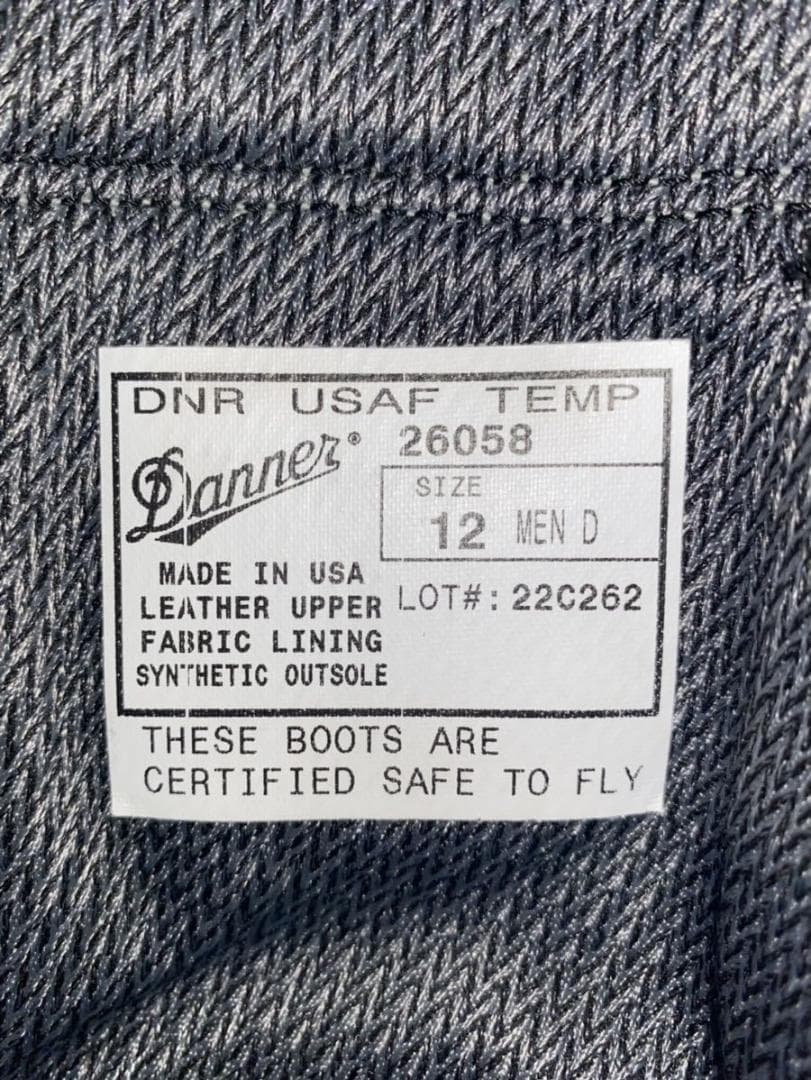 DNR USAF TEMP
Danner®
26058
SIZE
12 MEN D
MADE IN USA
LEATHER UPPER
FABRIC LINING
SYNTHETIC OUTSOLE
LOT#: 22C262
THESE BOOTS ARE
CERTIFIED SAFE TO FLY